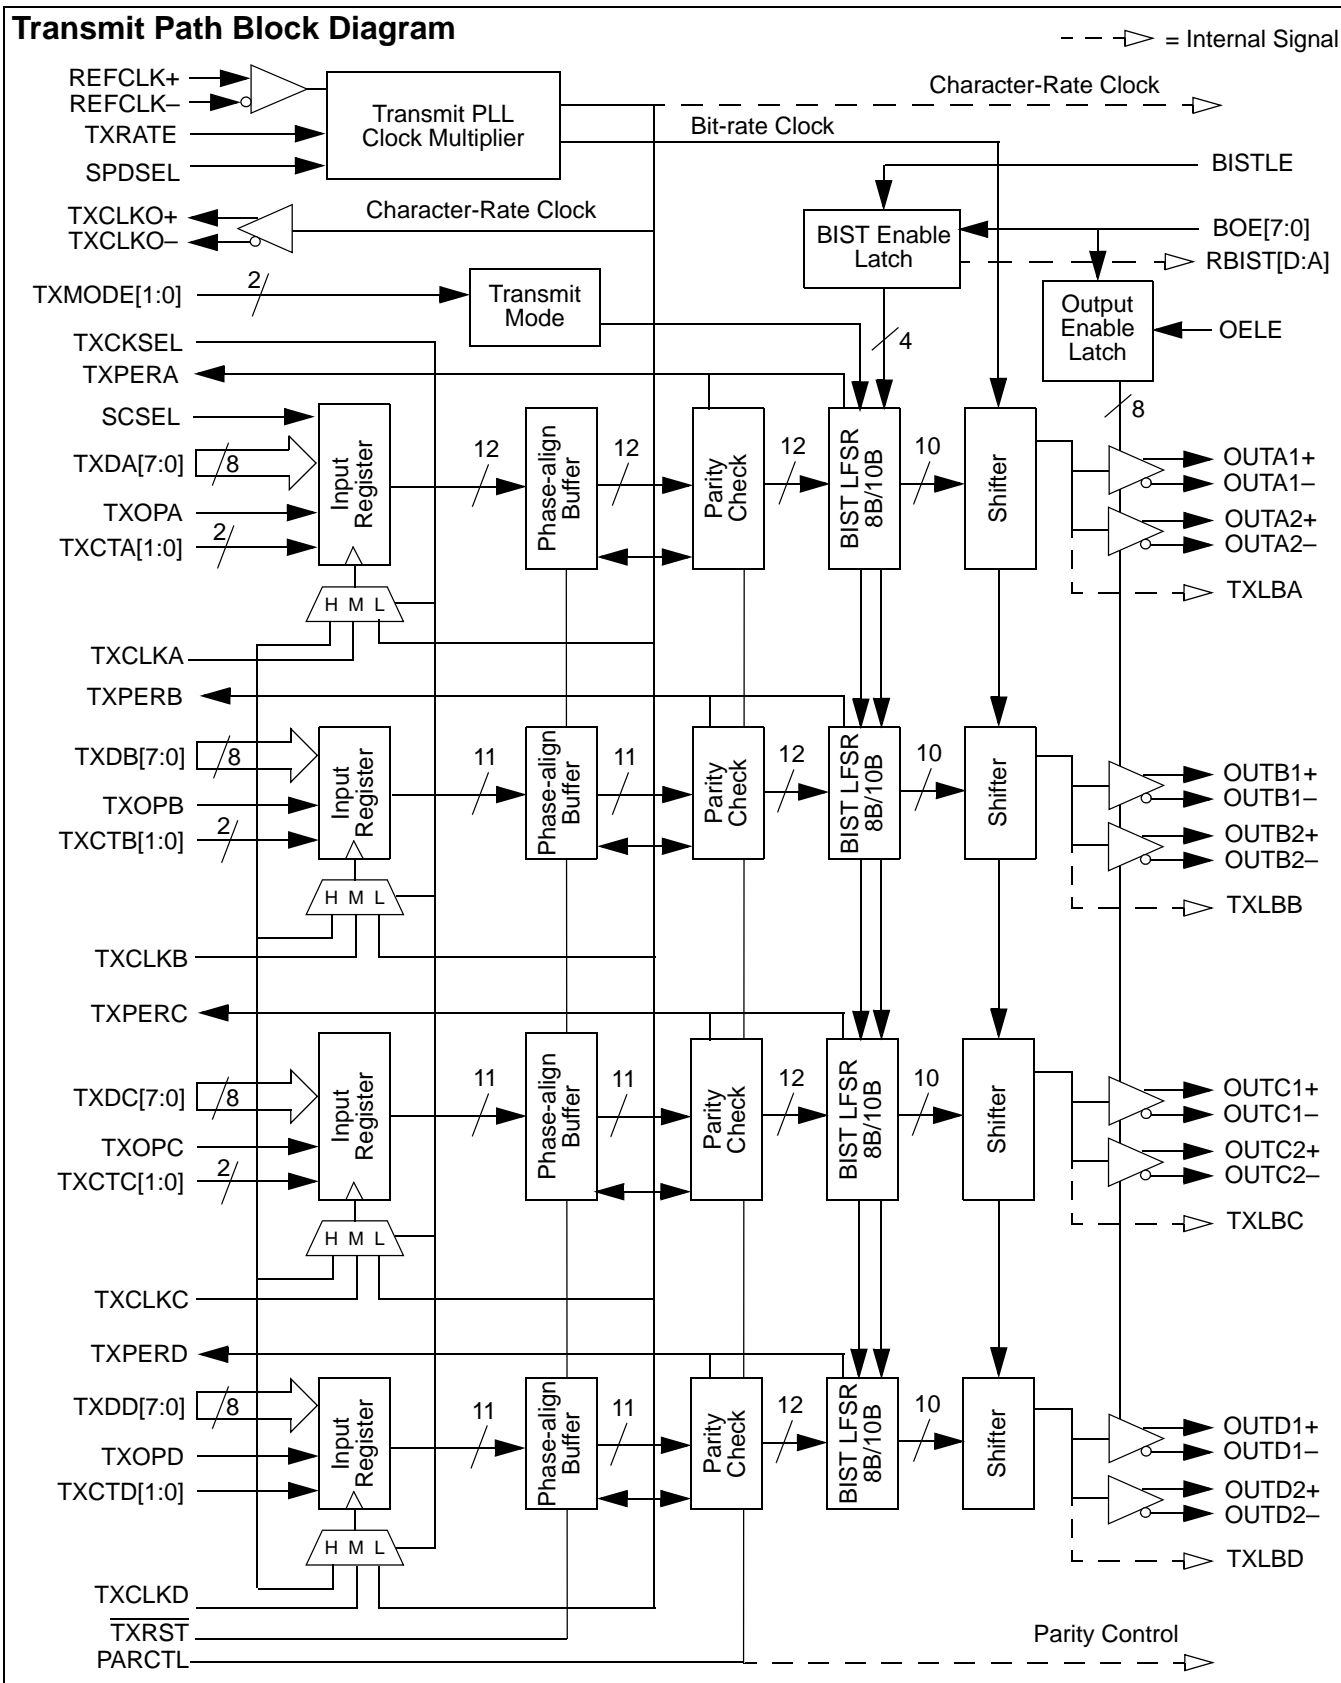 Transmit Path Block Diagram
= Internal Signal
REFCLK+
REFCLK–
TXRATE
SPDSEL
Transmit PLL
Clock Multiplier
Character-Rate Clock
Bit-rate Clock
BISTLE
TXCLKO+
TXCLKO–
Character-Rate Clock
BIST Enable
Latch
BOE[7:0]
RBIST[D:A]
TXMODE[1:0]
2
Transmit
Mode
Output
Enable
Latch
OELE
4
8
TXCKSEL
TXPERA
SCSEL
TXDA[7:0]
8
TXOPA
TXCTA[1:0]
2
Input
Register
12
Phase-align
Buffer
12
Parity
Check
12
BIST LFSR
8B/10B
10
Shifter
OUTA1+
OUTA1–
OUTA2+
OUTA2–
TXLBA
H M L
TXCLKA
TXPERB
TXDB[7:0]
8
TXOPB
TXCTB[1:0]
2
Input
Register
11
Phase-align
Buffer
11
Parity
Check
12
BIST LFSR
8B/10B
10
Shifter
OUTB1+
OUTB1–
OUTB2+
OUTB2–
TXLBB
H M L
TXCLKB
TXPERC
TXDC[7:0]
8
TXOPC
TXCTC[1:0]
2
Input
Register
11
Phase-align
Buffer
11
Parity
Check
12
BIST LFSR
8B/10B
10
Shifter
OUTC1+
OUTC1–
OUTC2+
OUTC2–
TXLBC
H M L
TXCLKC
TXPERD
TXDD[7:0]
8
TXOPD
TXCTD[1:0]
Input
Register
11
Phase-align
Buffer
11
Parity
Check
12
BIST LFSR
8B/10B
10
Shifter
OUTD1+
OUTD1–
OUTD2+
OUTD2–
TXLBD
H M L
TXCLKD
TXRST
PARCTL
Parity Control